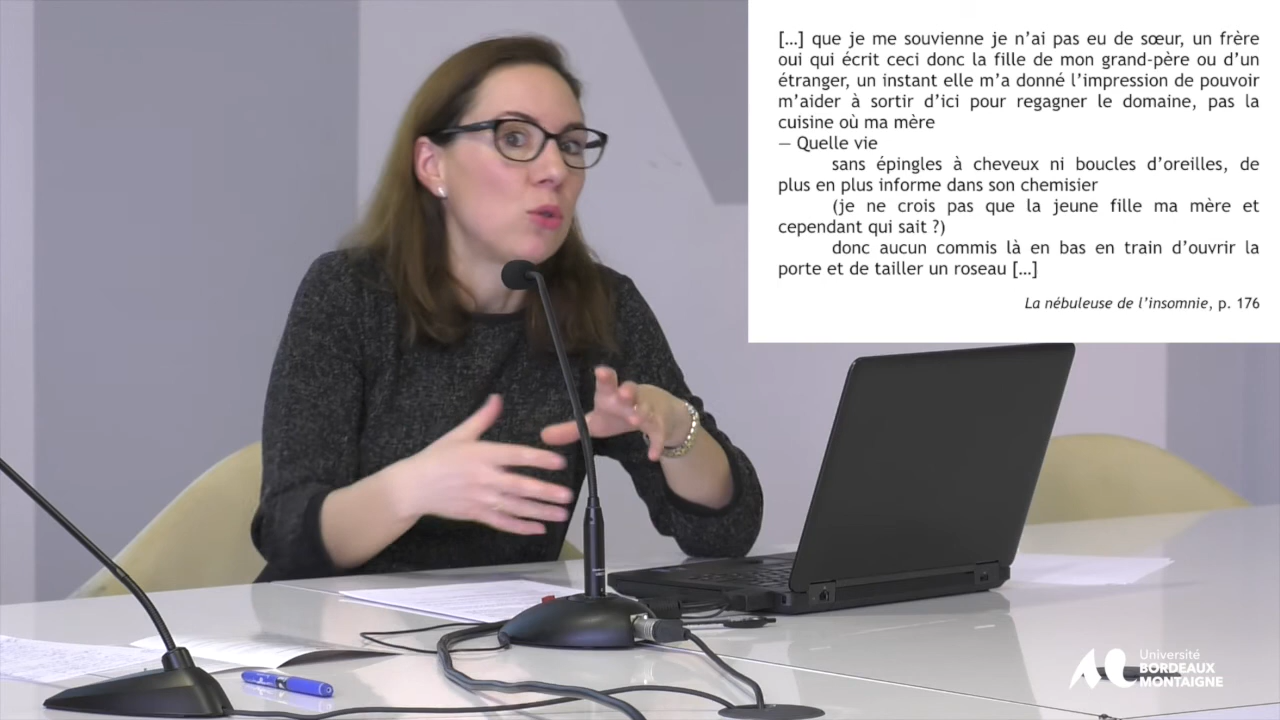 […] que je me souvienne je n’ai pas eu de sœur, un frère
oui qui écrit ceci donc la fille de mon grand-père ou d’un
étranger, un instant elle m’a donné l’impression de pouvoir
m’aider à sortir d’ici pour regagner le domaine, pas la
cuisine où ma mère
— Quelle vie
sans épingles à cheveux ni boucles d’oreilles, de
plus en plus informe dans son chemisier
(je ne crois pas que la jeune fille ma mère et
cependant qui sait ?)
donc aucun commis là en bas en train d’ouvrir la
porte et de tailler un roseau […]
La nébuleuse de l’insomnie, p. 176
Université
BORDEAUX
MONTAIGNE